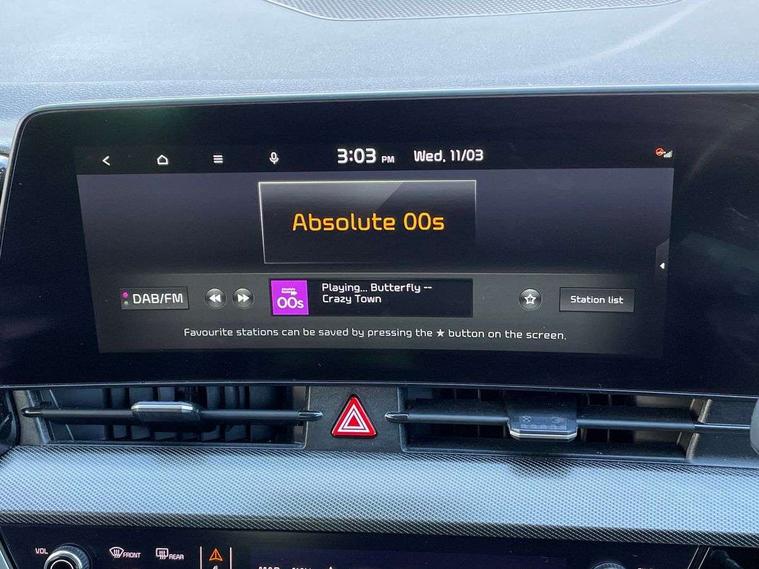 3:03 PM Wed, 11/03
Absolute 00s
DAB/FM
00s
Playing... Butterfly --
Crazy Town
Station list
Favourite stations can be saved by pressing the ★ button on the screen.
VOL
FRONT
REAR